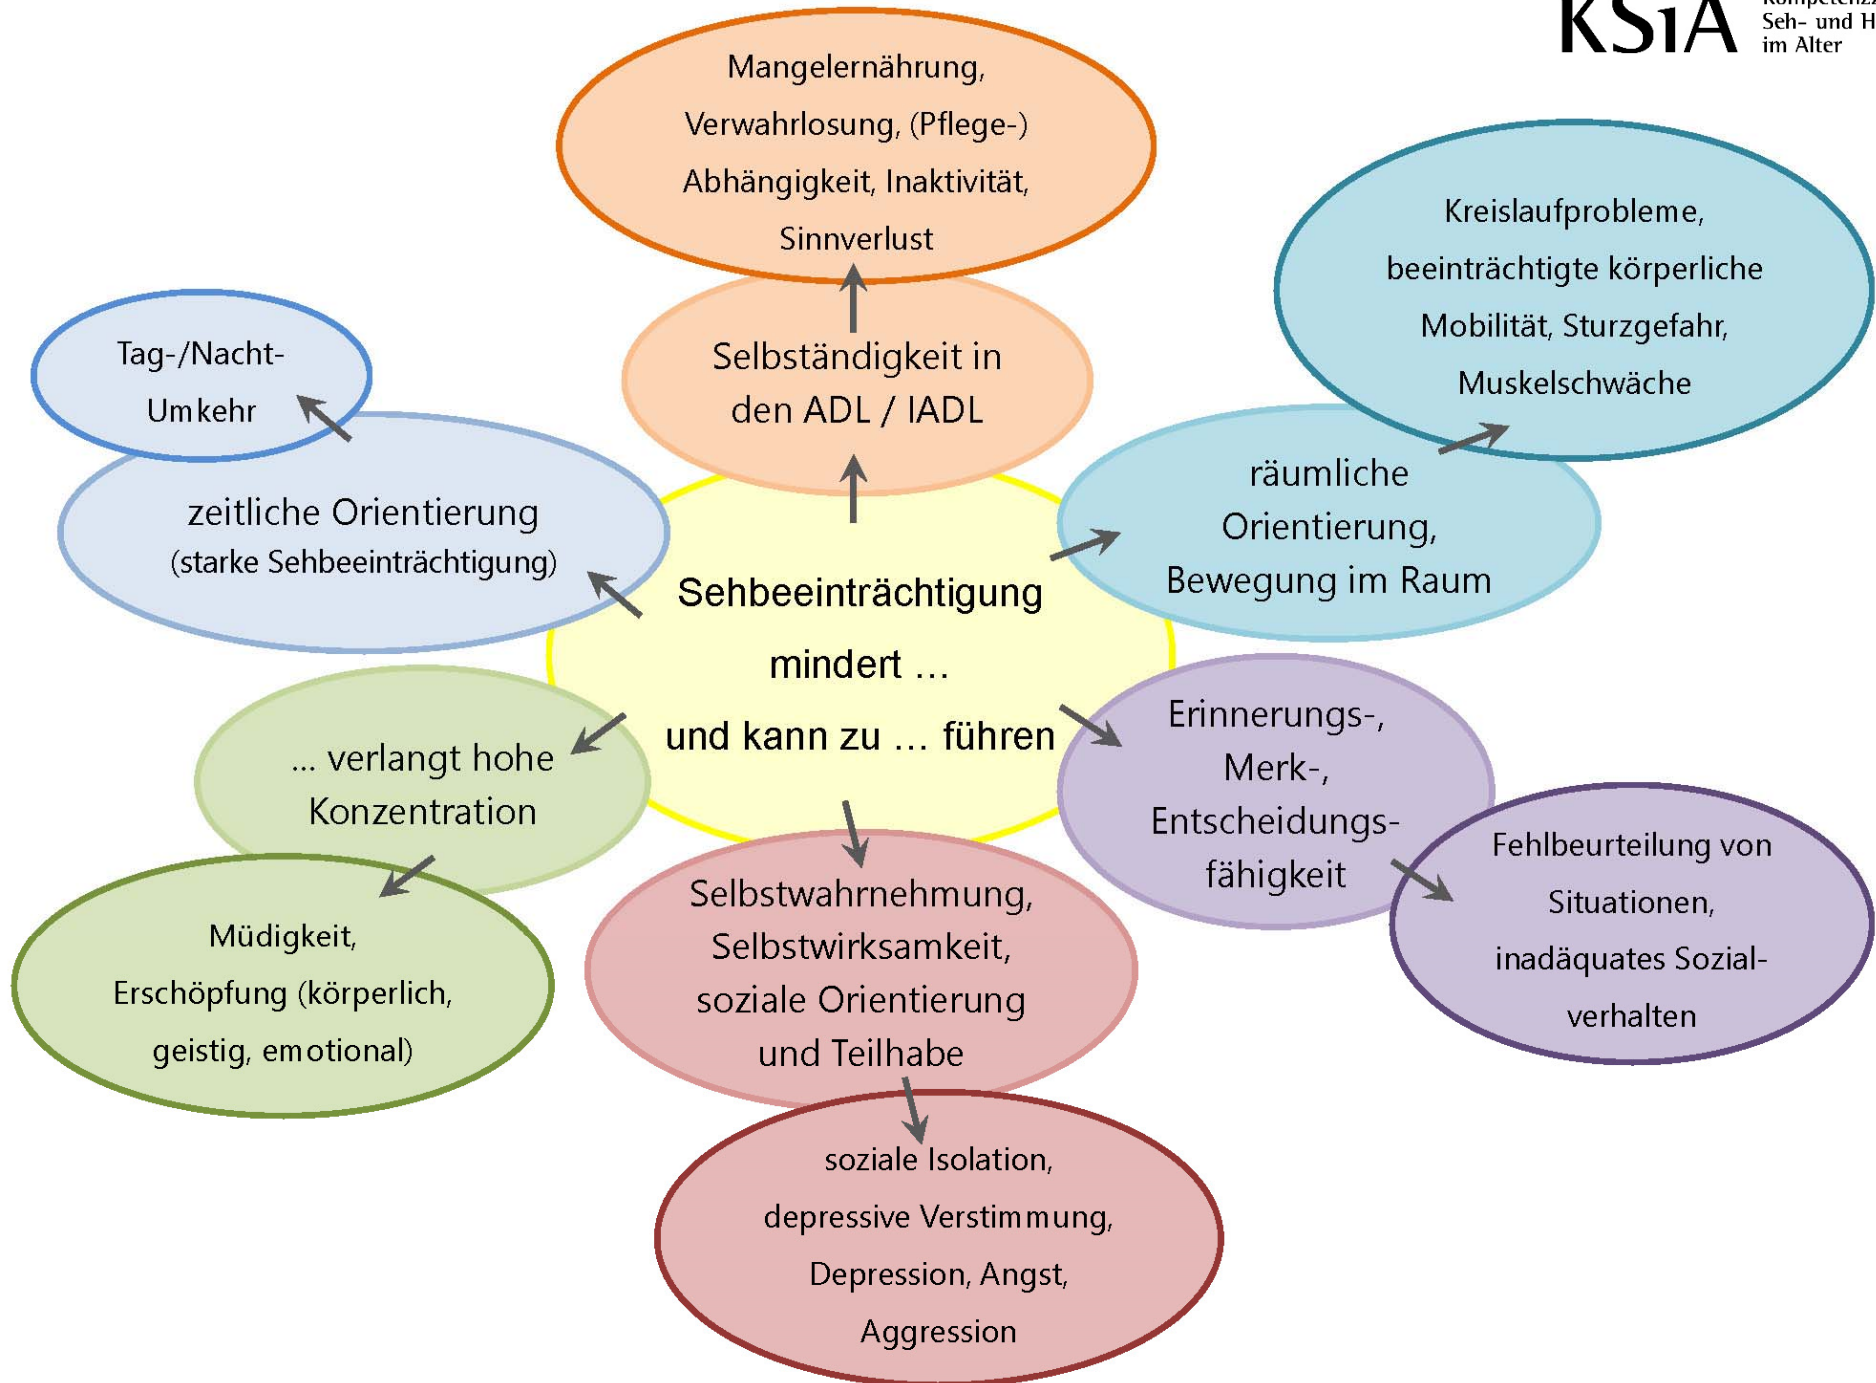 KSiA
Seh- und H
im Alter
Mangelernährung,
Verwahrlosung, (Pflege-)
Abhängigkeit, Inaktivität,
Sinnverlust
Selbständigkeit in
den ADL / IADL
Kreislaufprobleme,
beeinträchtigte körperliche
Mobilität, Sturzgefahr,
Muskelschwäche
räumliche
Orientierung,
Bewegung im Raum
Tag-/Nacht-
Umkehr
zeitliche Orientierung
(starke Sehbeeinträchtigung)
Sehbeeinträchtigung
mindert ...
und kann zu ... führen
... verlangt hohe
Konzentration
Müdigkeit,
Erschöpfung (körperlich,
geistig, emotional)
Erinnerungs-,
Merk-,
Entscheidungs-
fähigkeit
Fehlbeurteilung von
Situationen,
inadäquates Sozial-
verhalten
Selbstwahrnehmung,
Selbstwirksamkeit,
soziale Orientierung
und Teilhabe
soziale Isolation,
depressive Verstimmung,
Depression, Angst,
Aggression